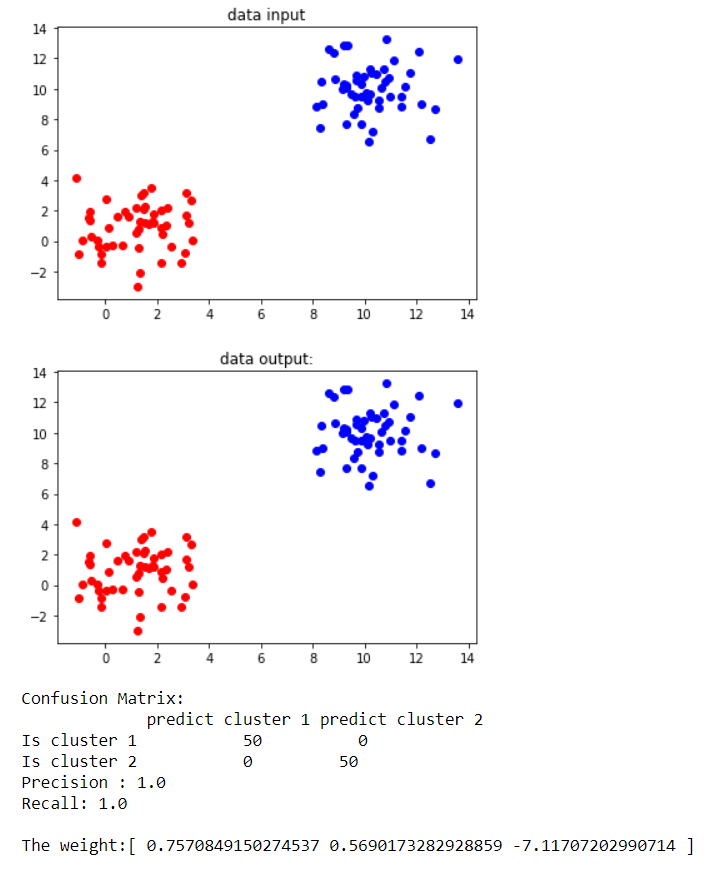 data input
14
12
10
8
6
4
2
0
−2
0 2 4 6 8 10 12 14
data output:
14
12
10
8
6
4
2
0
−2
0 2 4 6 8 10 12 14
Confusion Matrix:
predict cluster 1 predict cluster 2
Is cluster 1 50 0
Is cluster 2 0 50
Precision : 1.0
Recall: 1.0
The weight:[ 0.7570849150274537 0.5690173282928859 -7.11707202990714 ]